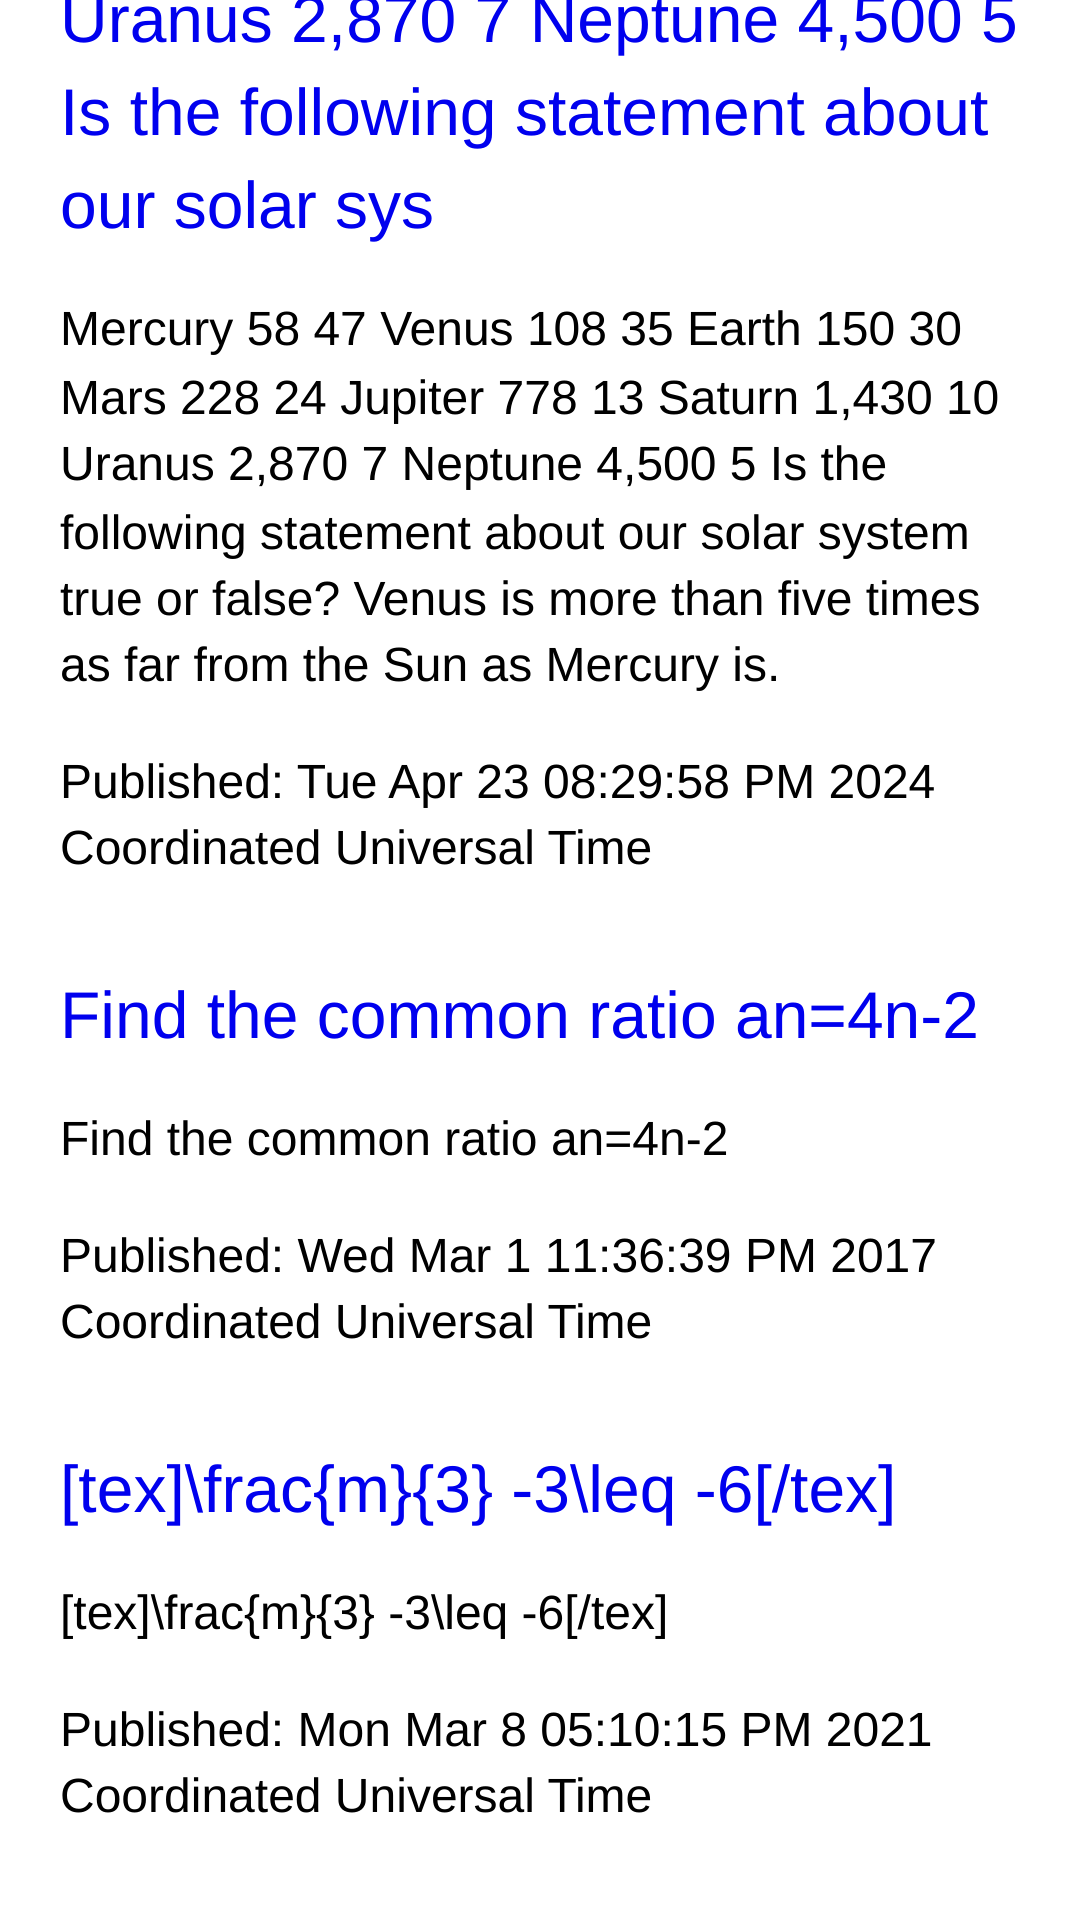 Uranus 2,870 7 Neptune 4,500 5
Is the following statement about
our solar sys
Mercury 58 47 Venus 108 35 Earth 150 30
Mars 228 24 Jupiter 778 13 Saturn 1,430 10
Uranus 2,870 7 Neptune 4,500 5 Is the
following statement about our solar system
true or false? Venus is more than five times
as far from the Sun as Mercury is.
Published: Tue Apr 23 08:29:58 PM 2024
Coordinated Universal Time
Find the common ratio an=4n-2
Find the common ratio an=4n-2
Published: Wed Mar 1 11:36:39 PM 2017
Coordinated Universal Time
[tex]\frac{m}{3} -3\leq -6[/tex]
[tex]\frac{m}{3} -3\leq -6[/tex]
Published: Mon Mar 8 05:10:15 PM 2021
Coordinated Universal Time